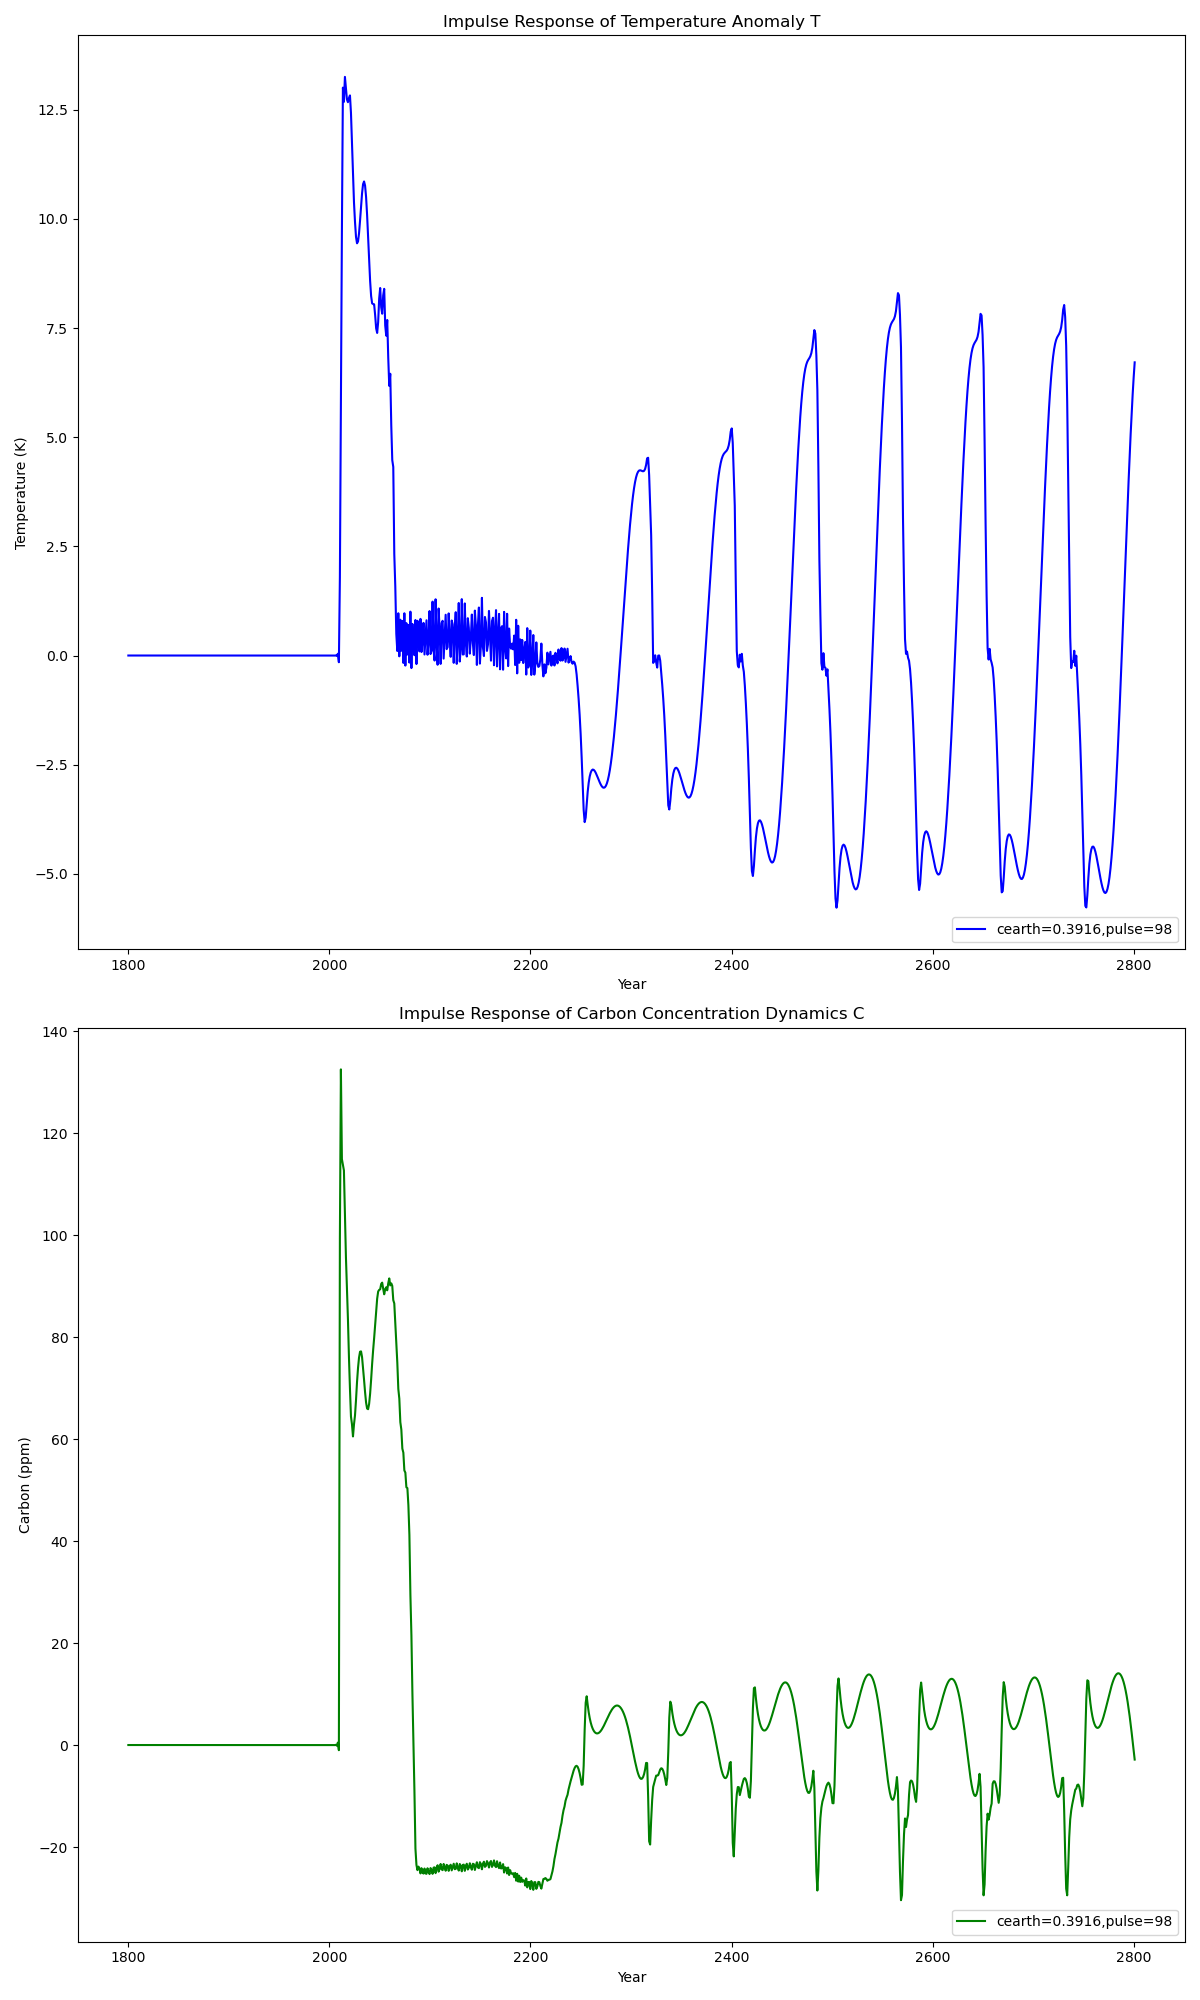 Impulse Response of Temperature Anomaly T
12.5
10.0
7.5
5.0
2.5
0.0
−2.5
−5.0
Temperature (K)
cearth=0.3916,pulse=98
1800 2000 2200 2400 2600 2800
Year
Impulse Response of Carbon Concentration Dynamics C
140
120
100
80
60
40
20
0
−20
Carbon (ppm)
cearth=0.3916,pulse=98
1800 2000 2200 2400 2600 2800
Year